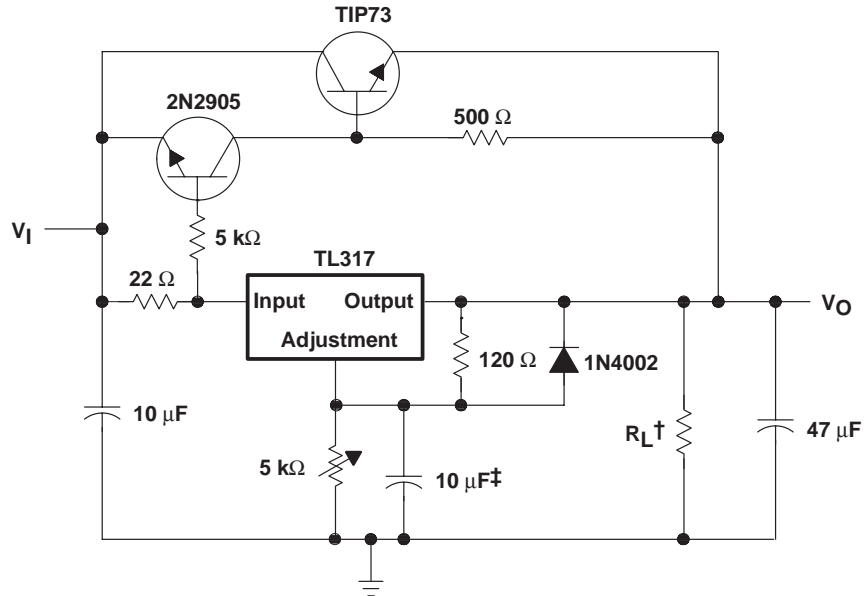 TIP73
2N2905
500 Ω
VI
5 kΩ
TL317
22 Ω
Input
Output
VO
Adjustment
120 Ω
1N4002
10 μF
RL†
47 μF
5 kΩ
10 μF‡